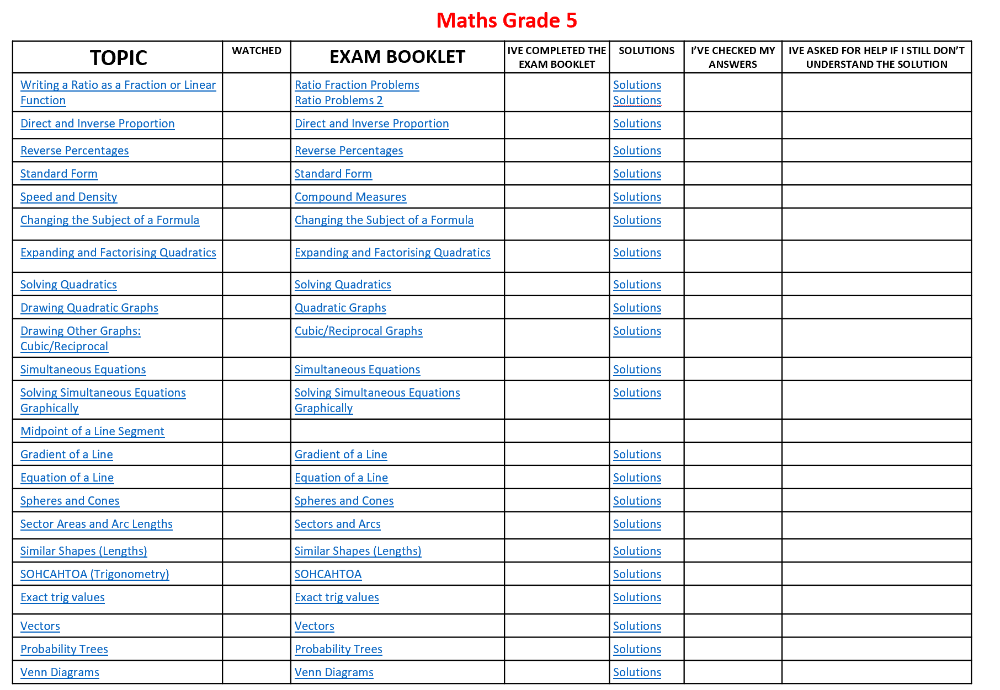 Maths Grade 5
TOPIC WATCHED EXAM BOOKLET IVE COMPLETED THE EXAM BOOKLET SOLUTIONS I’VE CHECKED MY ANSWERS IVE ASKED FOR HELP IF I STILL DON’T UNDERSTAND THE SOLUTION
Writing a Ratio as a Fraction or Linear Ratio Fraction Problems Solutions
Function Ratio Problems 2 Solutions
Direct and Inverse Proportion Direct and Inverse Proportion Solutions
Reverse Percentages Reverse Percentages Solutions
Standard Form Standard Form Solutions
Speed and Density Compound Measures Solutions
Changing the Subject of a Formula Changing the Subject of a Formula Solutions
Expanding and Factorising Quadratics Expanding and Factorising Quadratics Solutions
Solving Quadratics Solving Quadratics Solutions
Drawing Quadratic Graphs Quadratic Graphs Solutions
Drawing Other Graphs: Cubic/Reciprocal Graphs Solutions
Cubic/Reciprocal
Simultaneous Equations Simultaneous Equations Solutions
Solving Simultaneous Equations Solving Simultaneous Equations Solutions
Graphically Graphically
Midpoint of a Line Segment
Gradient of a Line Gradient of a Line Solutions
Equation of a Line Equation of a Line Solutions
Spheres and Cones Spheres and Cones Solutions
Sector Areas and Arc Lengths Sectors and Arcs Solutions
Similar Shapes (Lengths) Similar Shapes (Lengths) Solutions
SOHCAHTOA (Trigonometry) SOHCAHTOA Solutions
Exact trig values Exact trig values Solutions
Vectors Vectors Solutions
Probability Trees Probability Trees Solutions
Venn Diagrams Venn Diagrams Solutions